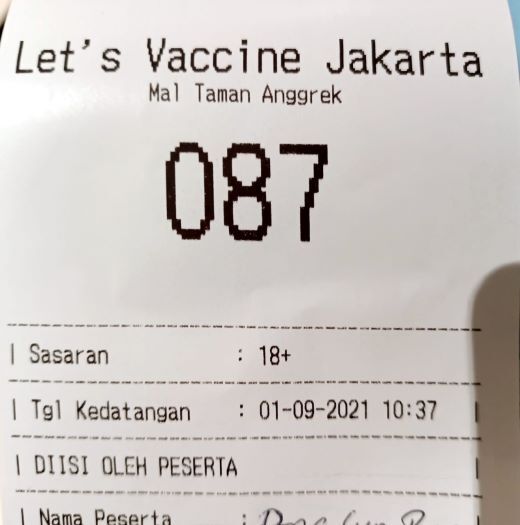 Let's Vaccine Jakarta
Mal Taman Anggrek
087
| Sasaran : 18+
| Tgl Kedatangan : 01-09-2021 10:37 |
| DIISI OLEH PESERTA |
| Nama Peserta :